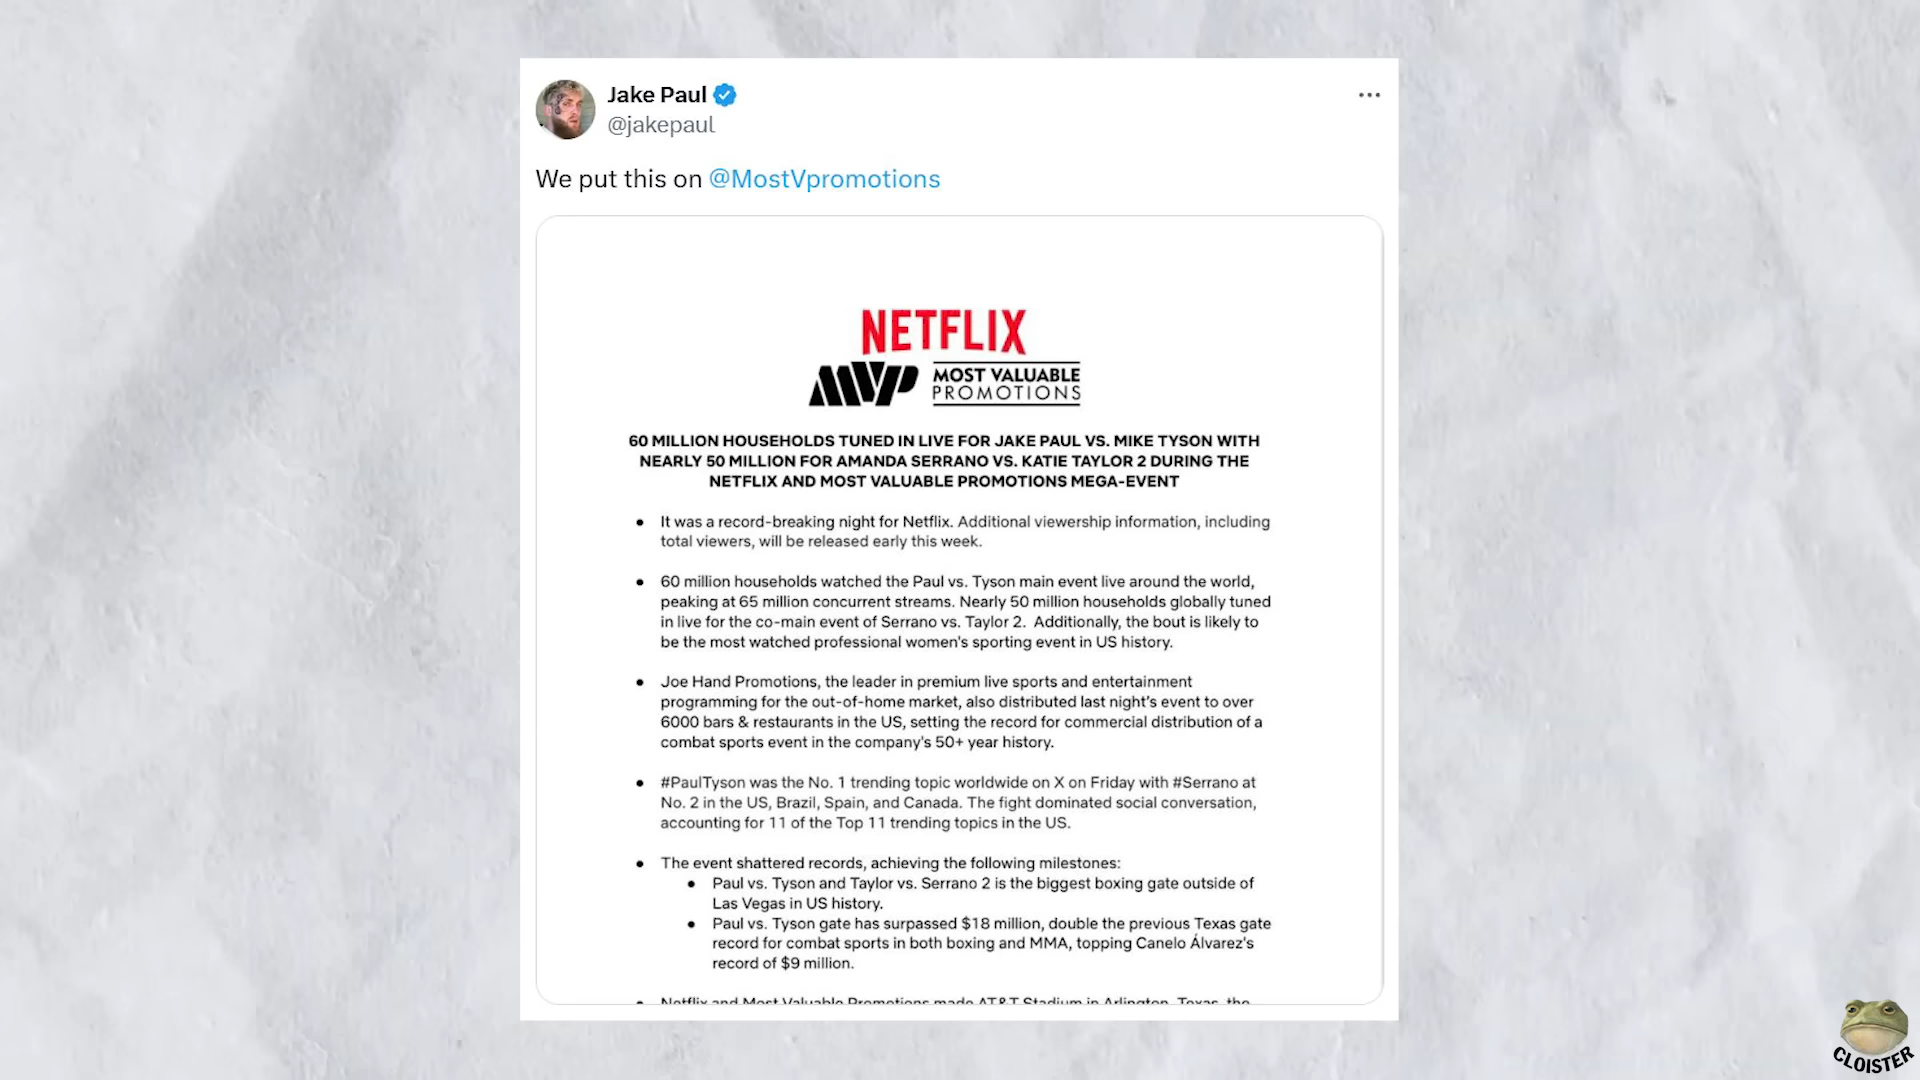 Jake Paul
@jakepaul
We put this on @MostVpromotions
NETFLIX
MVP MOST VALUABLE
PROMOTIONS
60 MILLION HOUSEHOLDS TUNED IN LIVE FOR JAKE PAUL VS. MIKE TYSON WITH
NEARLY 50 MILLION FOR AMANDA SERRANO VS. KATIE TAYLOR 2 DURING THE
NETFLIX AND MOST VALUABLE PROMOTIONS MEGA-EVENT
• It was a record-breaking night for Netflix. Additional viewership information, including
total viewers, will be released early this week.
• 60 million households watched the Paul vs. Tyson main event live around the world,
peaking at 65 million concurrent streams. Nearly 50 million households globally tuned
in live for the co-main event of Serrano vs. Taylor 2. Additionally, the bout is likely to
be the most watched professional women's sporting event in US history.
• Joe Hand Promotions, the leader in premium live sports and entertainment
programming for the out-of-home market, also distributed last night's event to over
6000 bars & restaurants in the US, setting the record for commercial distribution of a
combat sports event in the company's 50+ year history.
• #PaulTyson was the No. 1 trending topic worldwide on X on Friday with #Serrano at
No. 2 in the US, Brazil, Spain, and Canada. The fight dominated social conversation,
accounting for 11 of the Top 11 trending topics in the US.
• The event shattered records, achieving the following milestones:
• Paul vs. Tyson and Taylor vs. Serrano 2 is the biggest boxing gate outside of
Las Vegas in US history.
• Paul vs. Tyson gate has surpassed $18 million, double the previous Texas gate
record for combat sports in both boxing and MMA, topping Canelo Álvarez's
record of $9 million.
• Netflix and Most Valuable Promotions made AT&T Stadium in Arlington, Texas, the
CLOISTER